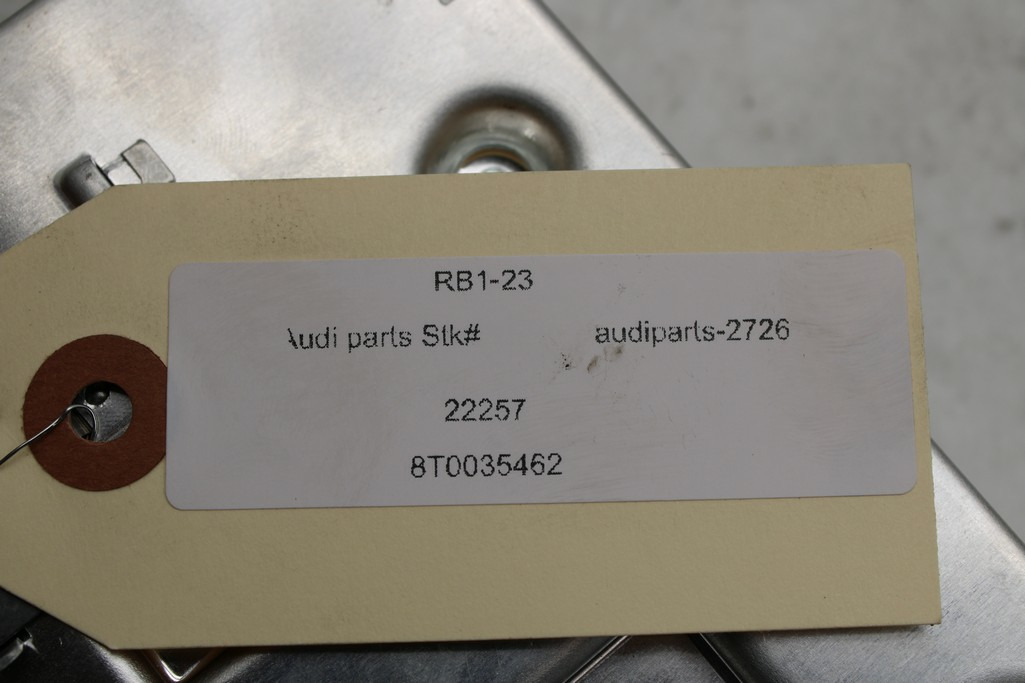 RB1-23
Audi parts Stk# audiparts-2726
22257
8T0035462